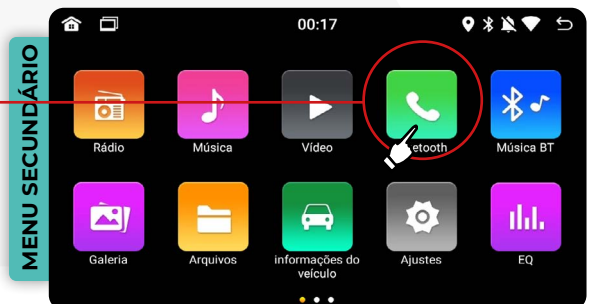 MENU SECUNDÁRIO
00:17
Rádio
Música
Vídeo
etooth
Música BT
Galeria
Arquivos
informações do
veículo
Ajustes
EQ